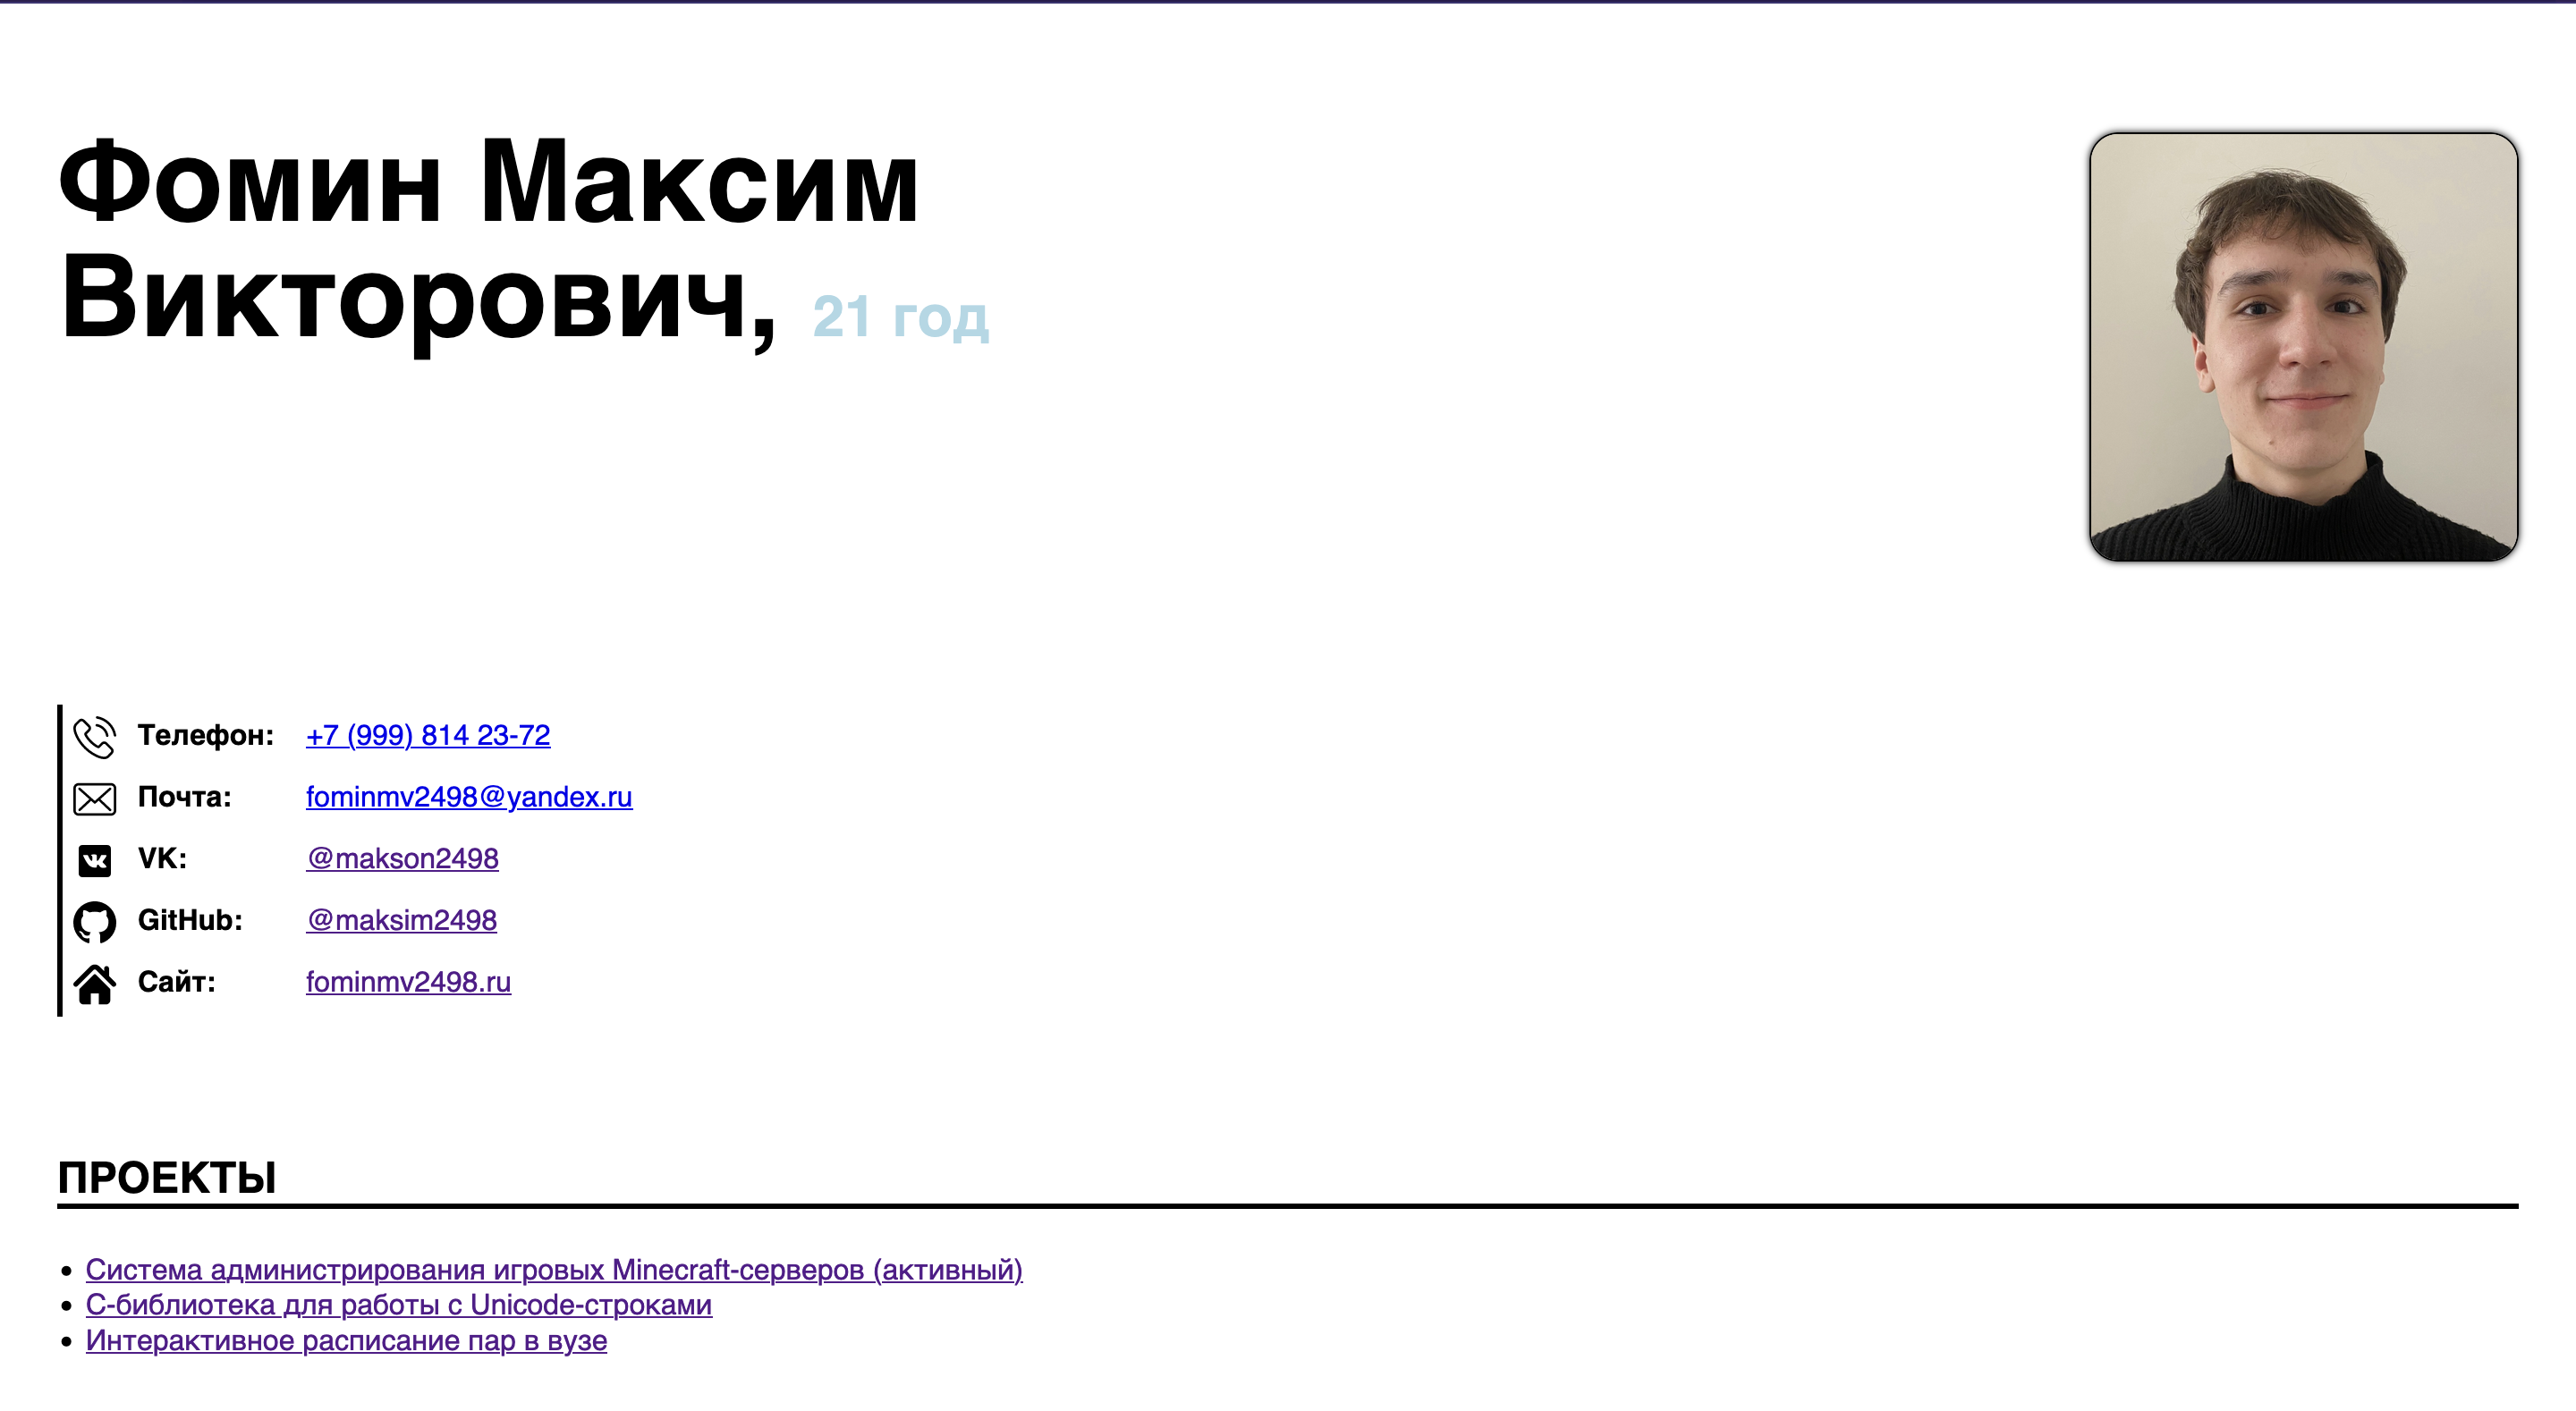 Фомин Максим
Викторович, 21 год
Телефон: +7 (999) 814 23-72
Почта: fominmv2498@yandex.ru
VK: @makson2498
GitHub: @maksim2498
Сайт: fominmv2498.ru
ПРОЕКТЫ
• Система администрирования игровых Minecraft-серверов (активный)
• C-библиотека для работы с Unicode-строками
• Интерактивное расписание пар в вузе